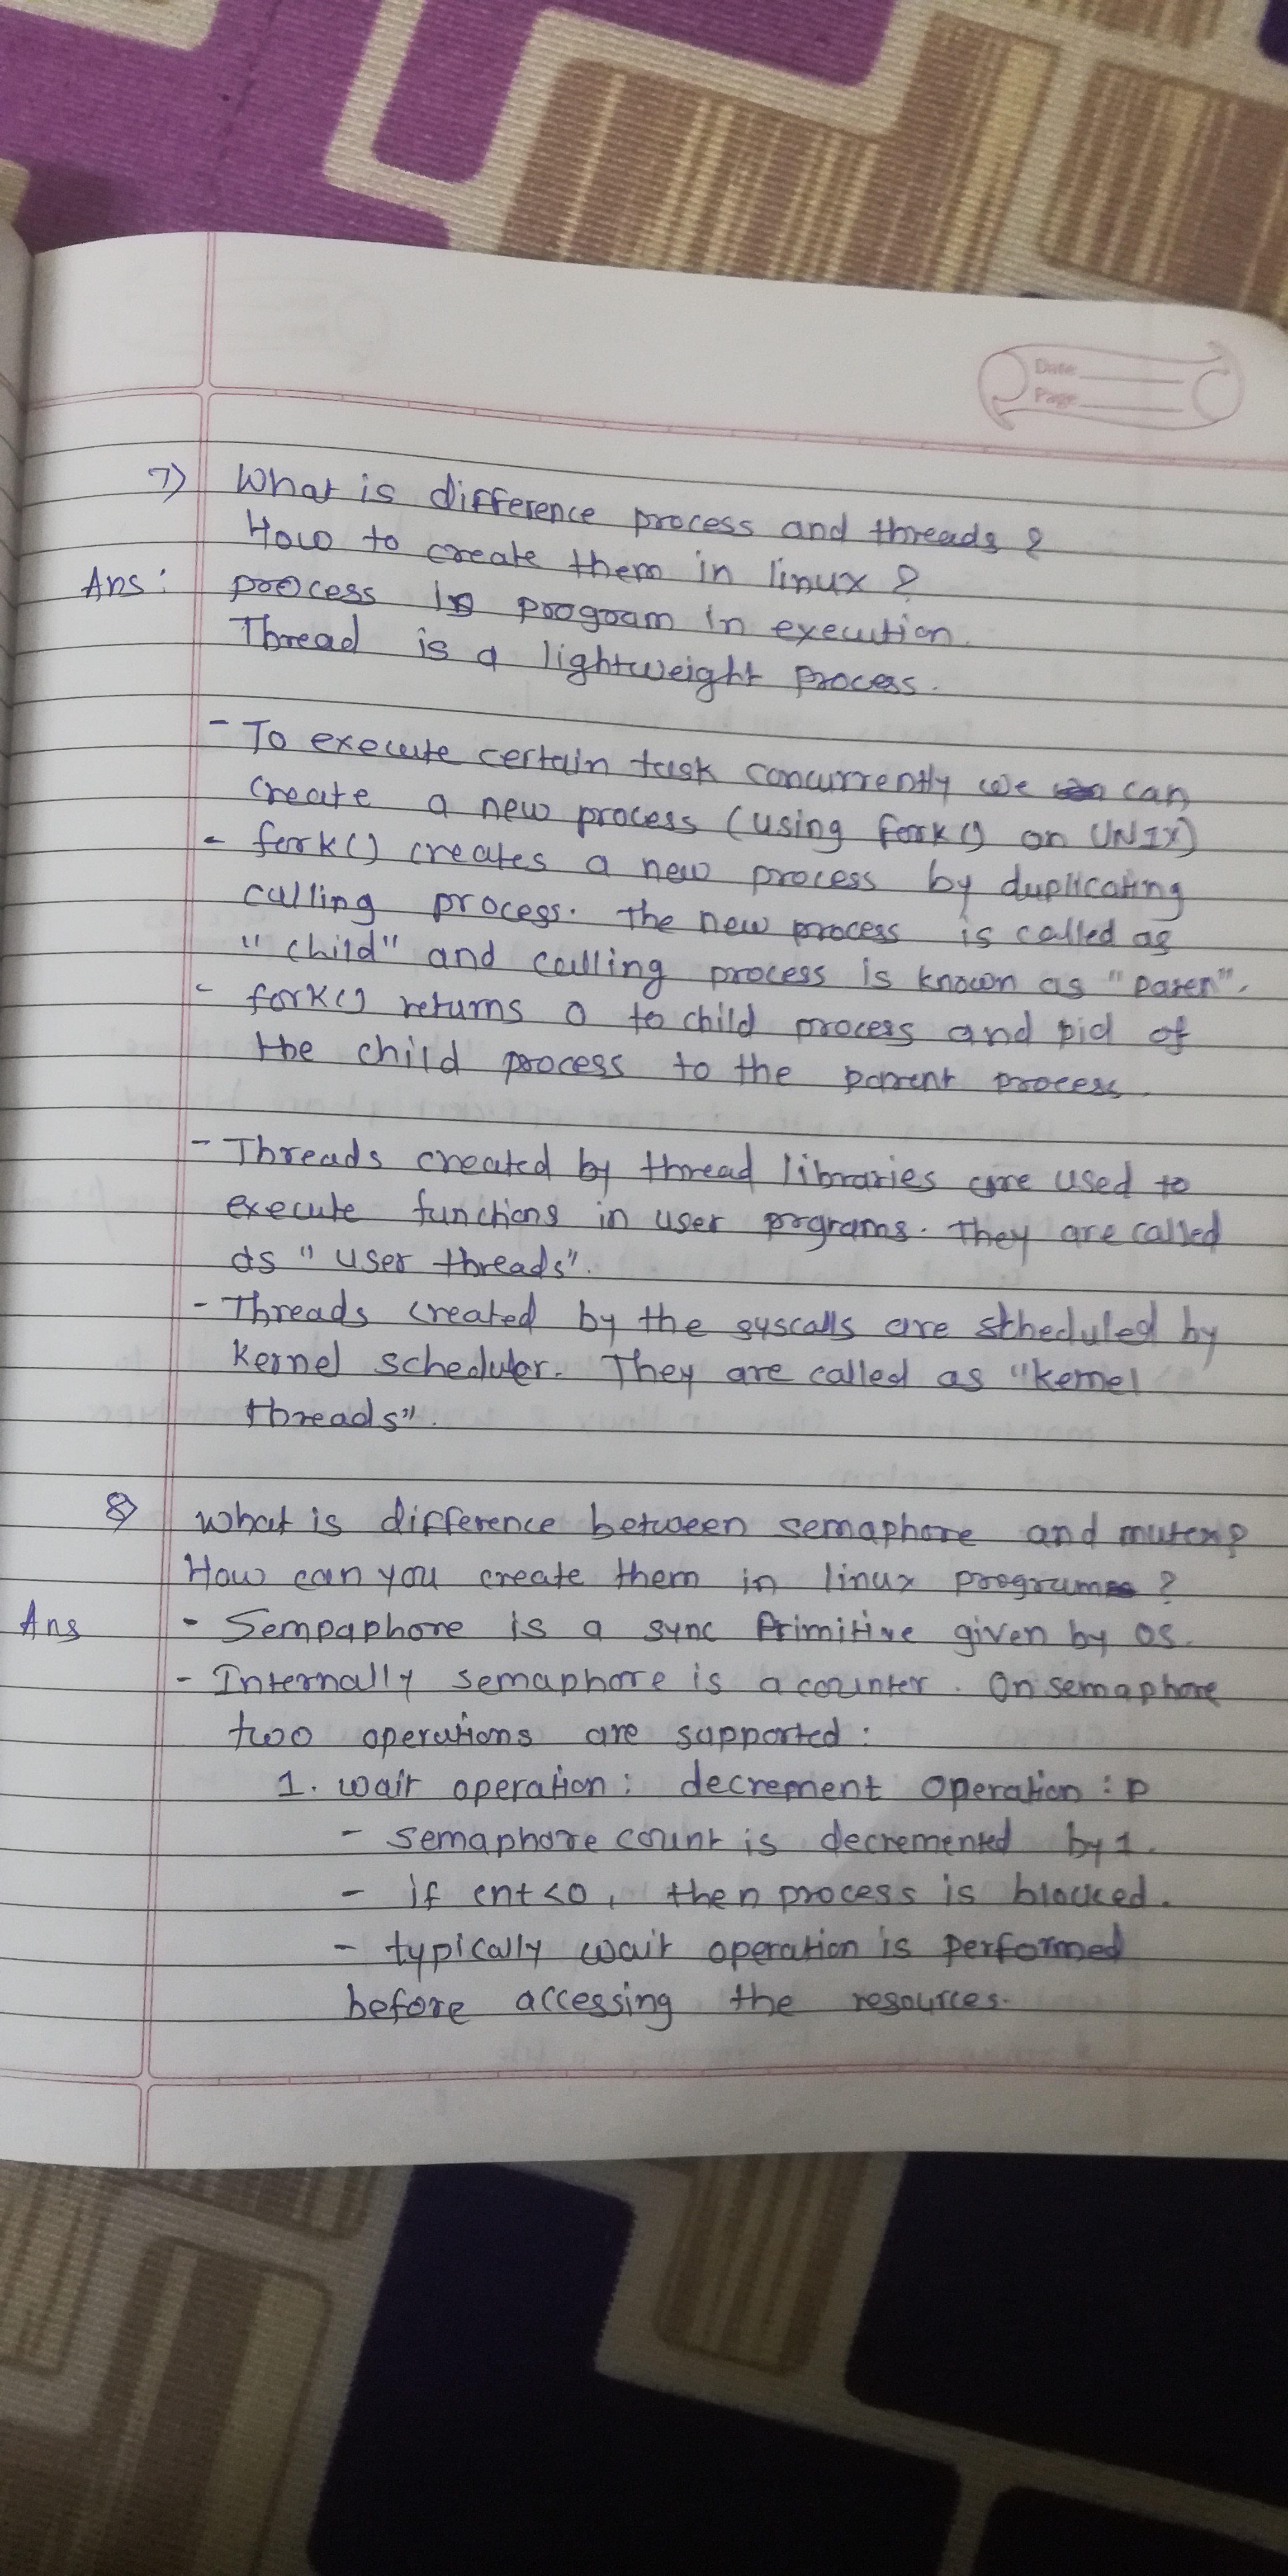 Date
Page
7) What is difference process and threads ?
How to create them in linux ?
Ans: process is program in execution.
Thread is a lightweight process.
- To execute certain task concurrently we can
create a new process (using fork() on UNIX)
- fork() creates a new process by duplicating
calling process. the new process is called as
"child" and calling process is known as "paren".
- fork() returns 0 to child process and pid of
the child process to the parent process.
- Threads created by thread libraries are used to
execute functions in user prgrams. They are called
as "user threads".
- Threads created by the syscalls are scheduled by
kernel scheduler. They are called as "kernel
threads".
8) what is difference between semaphore and mutex?
How can you create them in linux program ?
Ans - Sempaphore is a sync Primitive given by OS.
- Internally semaphore is a counter. On semaphore
two operations are supported:
1. wait operation: decrement operation : P
- semaphore count is decremented by 1.
- if cnt<0, then process is blocked.
- typically wait operation is performed
before accessing the resources.